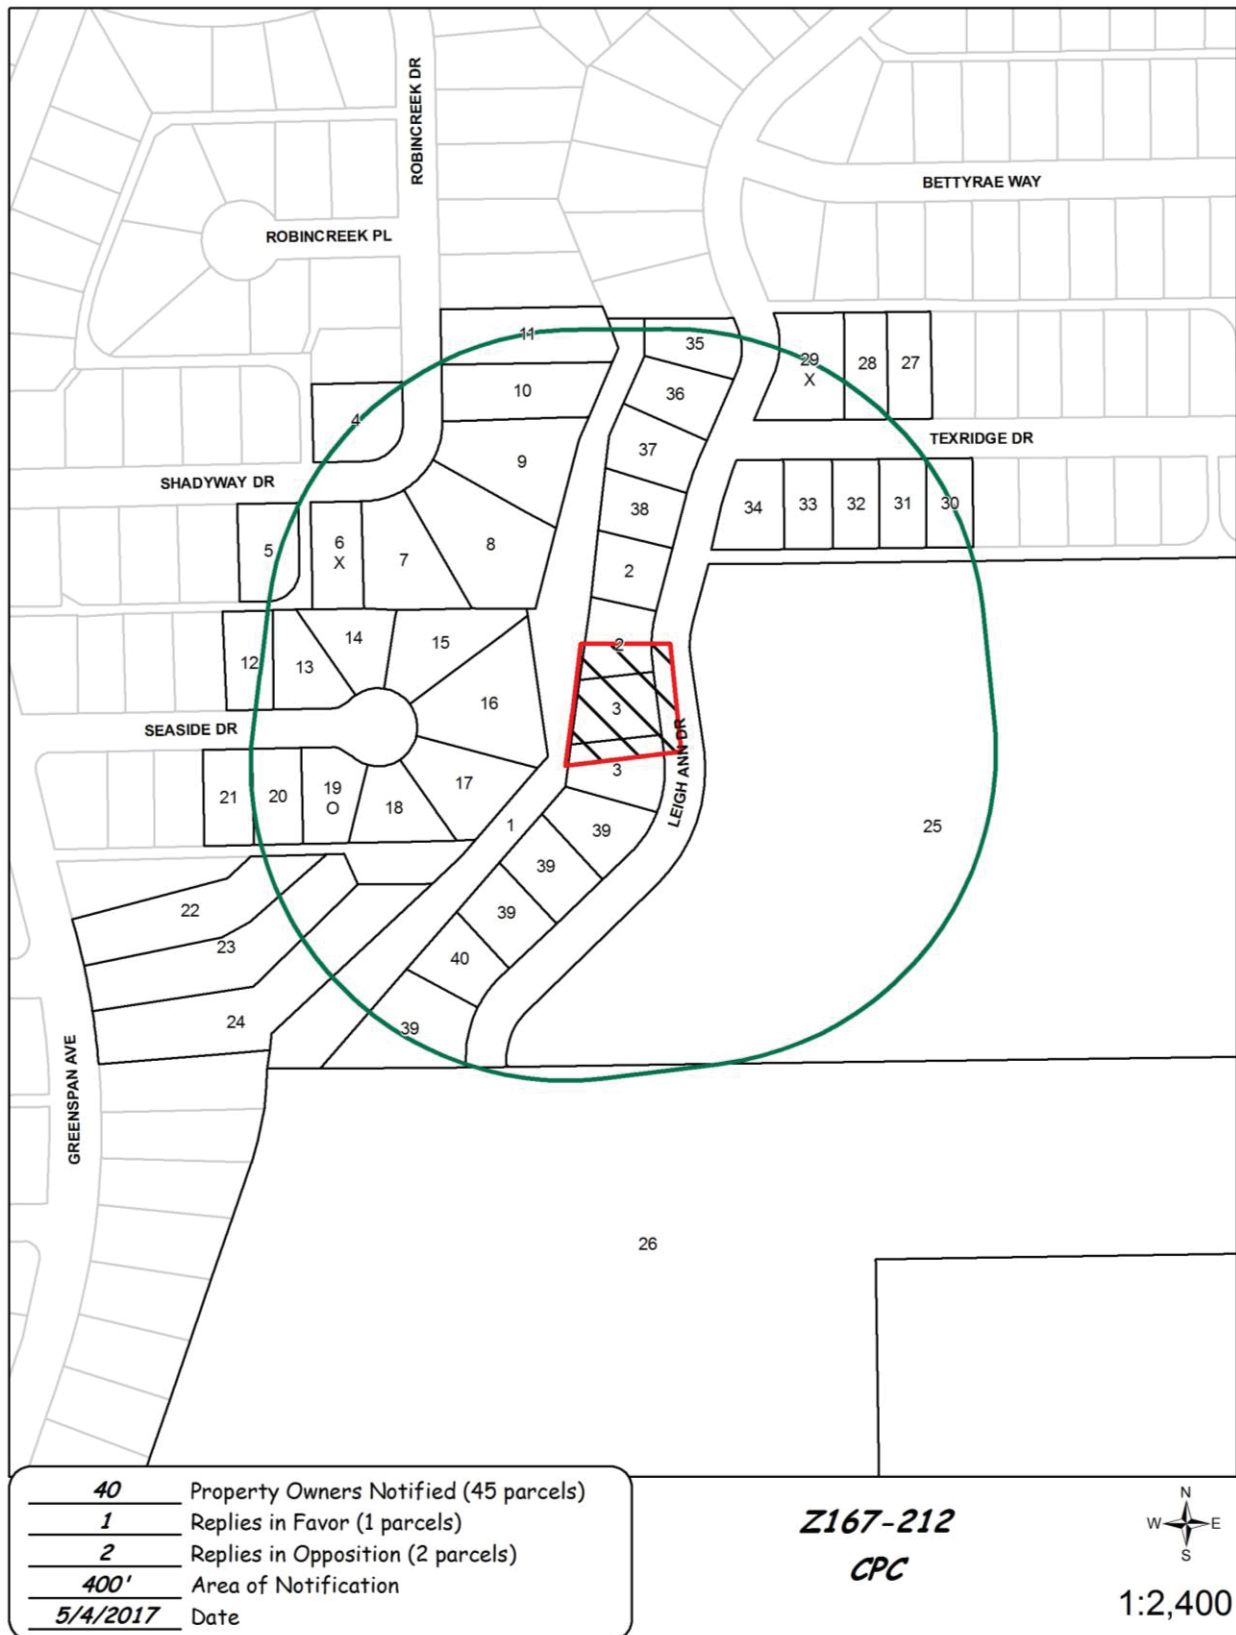 ROBINCREEK DR
BETTYRAE WAY
ROBINCREEK PL
11
35
29
X
28
27
10
36
4
TEXRIDGE DR
37
9
SHADYWAY DR
34
33
32
31
30
38
5
6
X
7
8
2
2
12
13
14
15
16
3
SEASIDE DR
LEIGH ANN DR
3
21
20
19
O
18
17
1
39
25
39
22
39
23
40
24
39
GREENSPAN AVE
26
40 Property Owners Notified (45 parcels)
1 Replies in Favor (1 parcels)
2 Replies in Opposition (2 parcels)
400' Area of Notification
5/4/2017 Date
Z167-212
CPC
N
W E
S
1:2,400